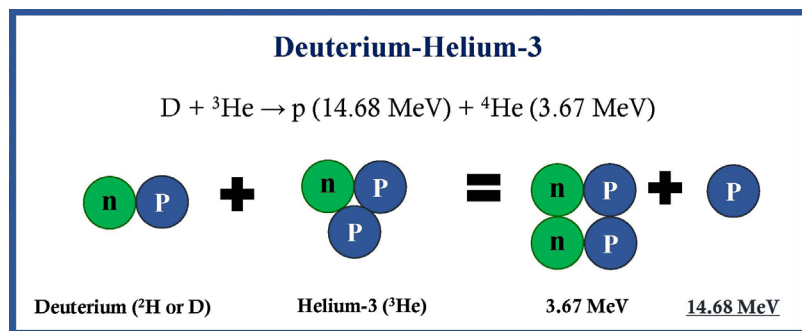 Deuterium-Helium-3
D + ³He → p (14.68 MeV) + ⁴He (3.67 MeV)
n P + n P P = n P n P + P
Deuterium (²H or D) Helium-3 (³He) 3.67 MeV 14.68 MeV